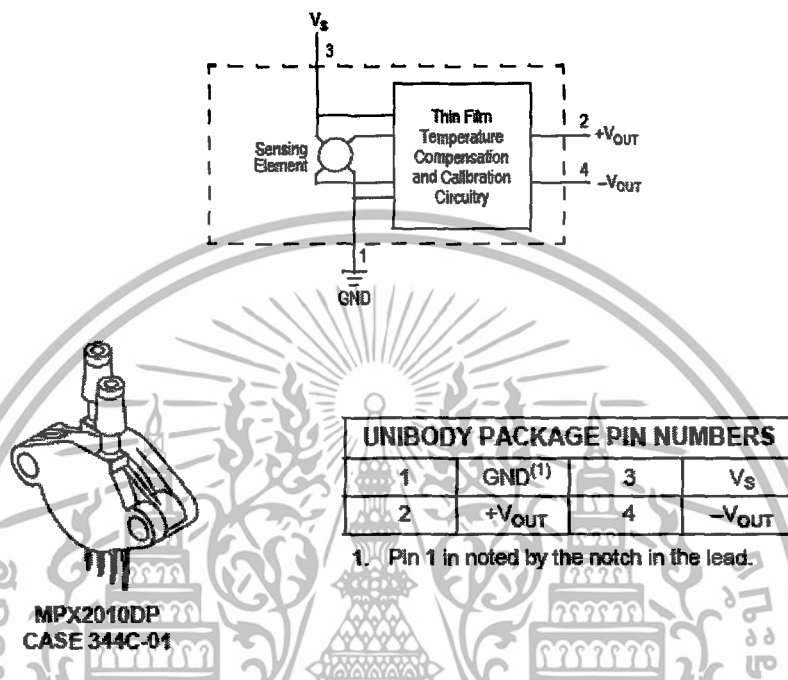 Vs
3
Sensing
Element
Thin Film
Temperature
Compensation
and Calibration
Circuitry
2 +VOUT
4 -VOUT
1
GND
UNIBODY PACKAGE PIN NUMBERS
1 GND(1) 3 VS
2 +VOUT 4 -VOUT
1. Pin 1 in noted by the notch in the lead.
MPX2010DP
CASE 344C-01